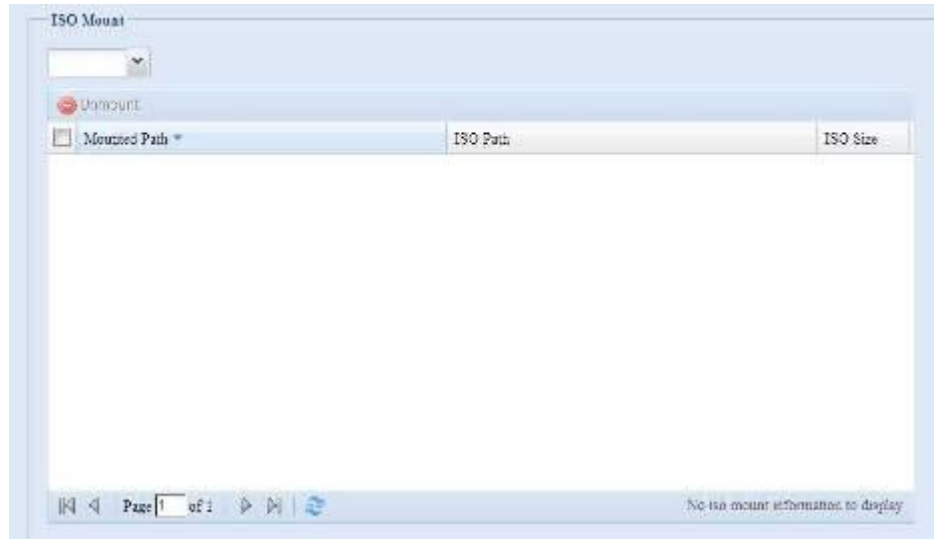 ISO Mount
Unmount
Mounted Path
ISO Path
ISO Size
Page 1 of 1
No iso mount information to display